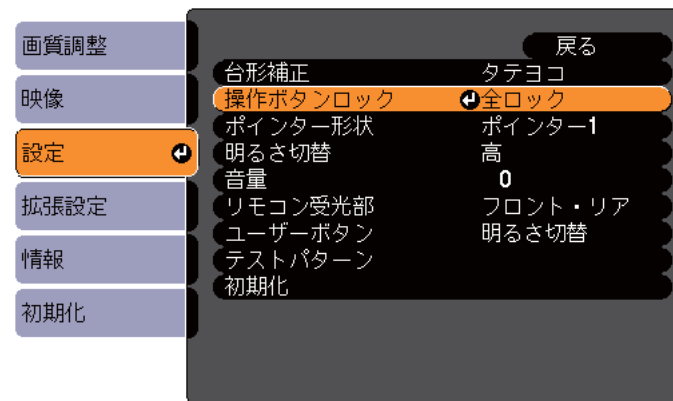 画質調整
映像
設定
拡張設定
情報
初期化
戻る
台形補正 タテヨコ
操作ボタンロック 全ロック
ポインター形状 ポインター1
明るさ切替 高
音量 0
リモコン受光部 フロント・リア
ユーザーボタン 明るさ切替
テストパターン
初期化